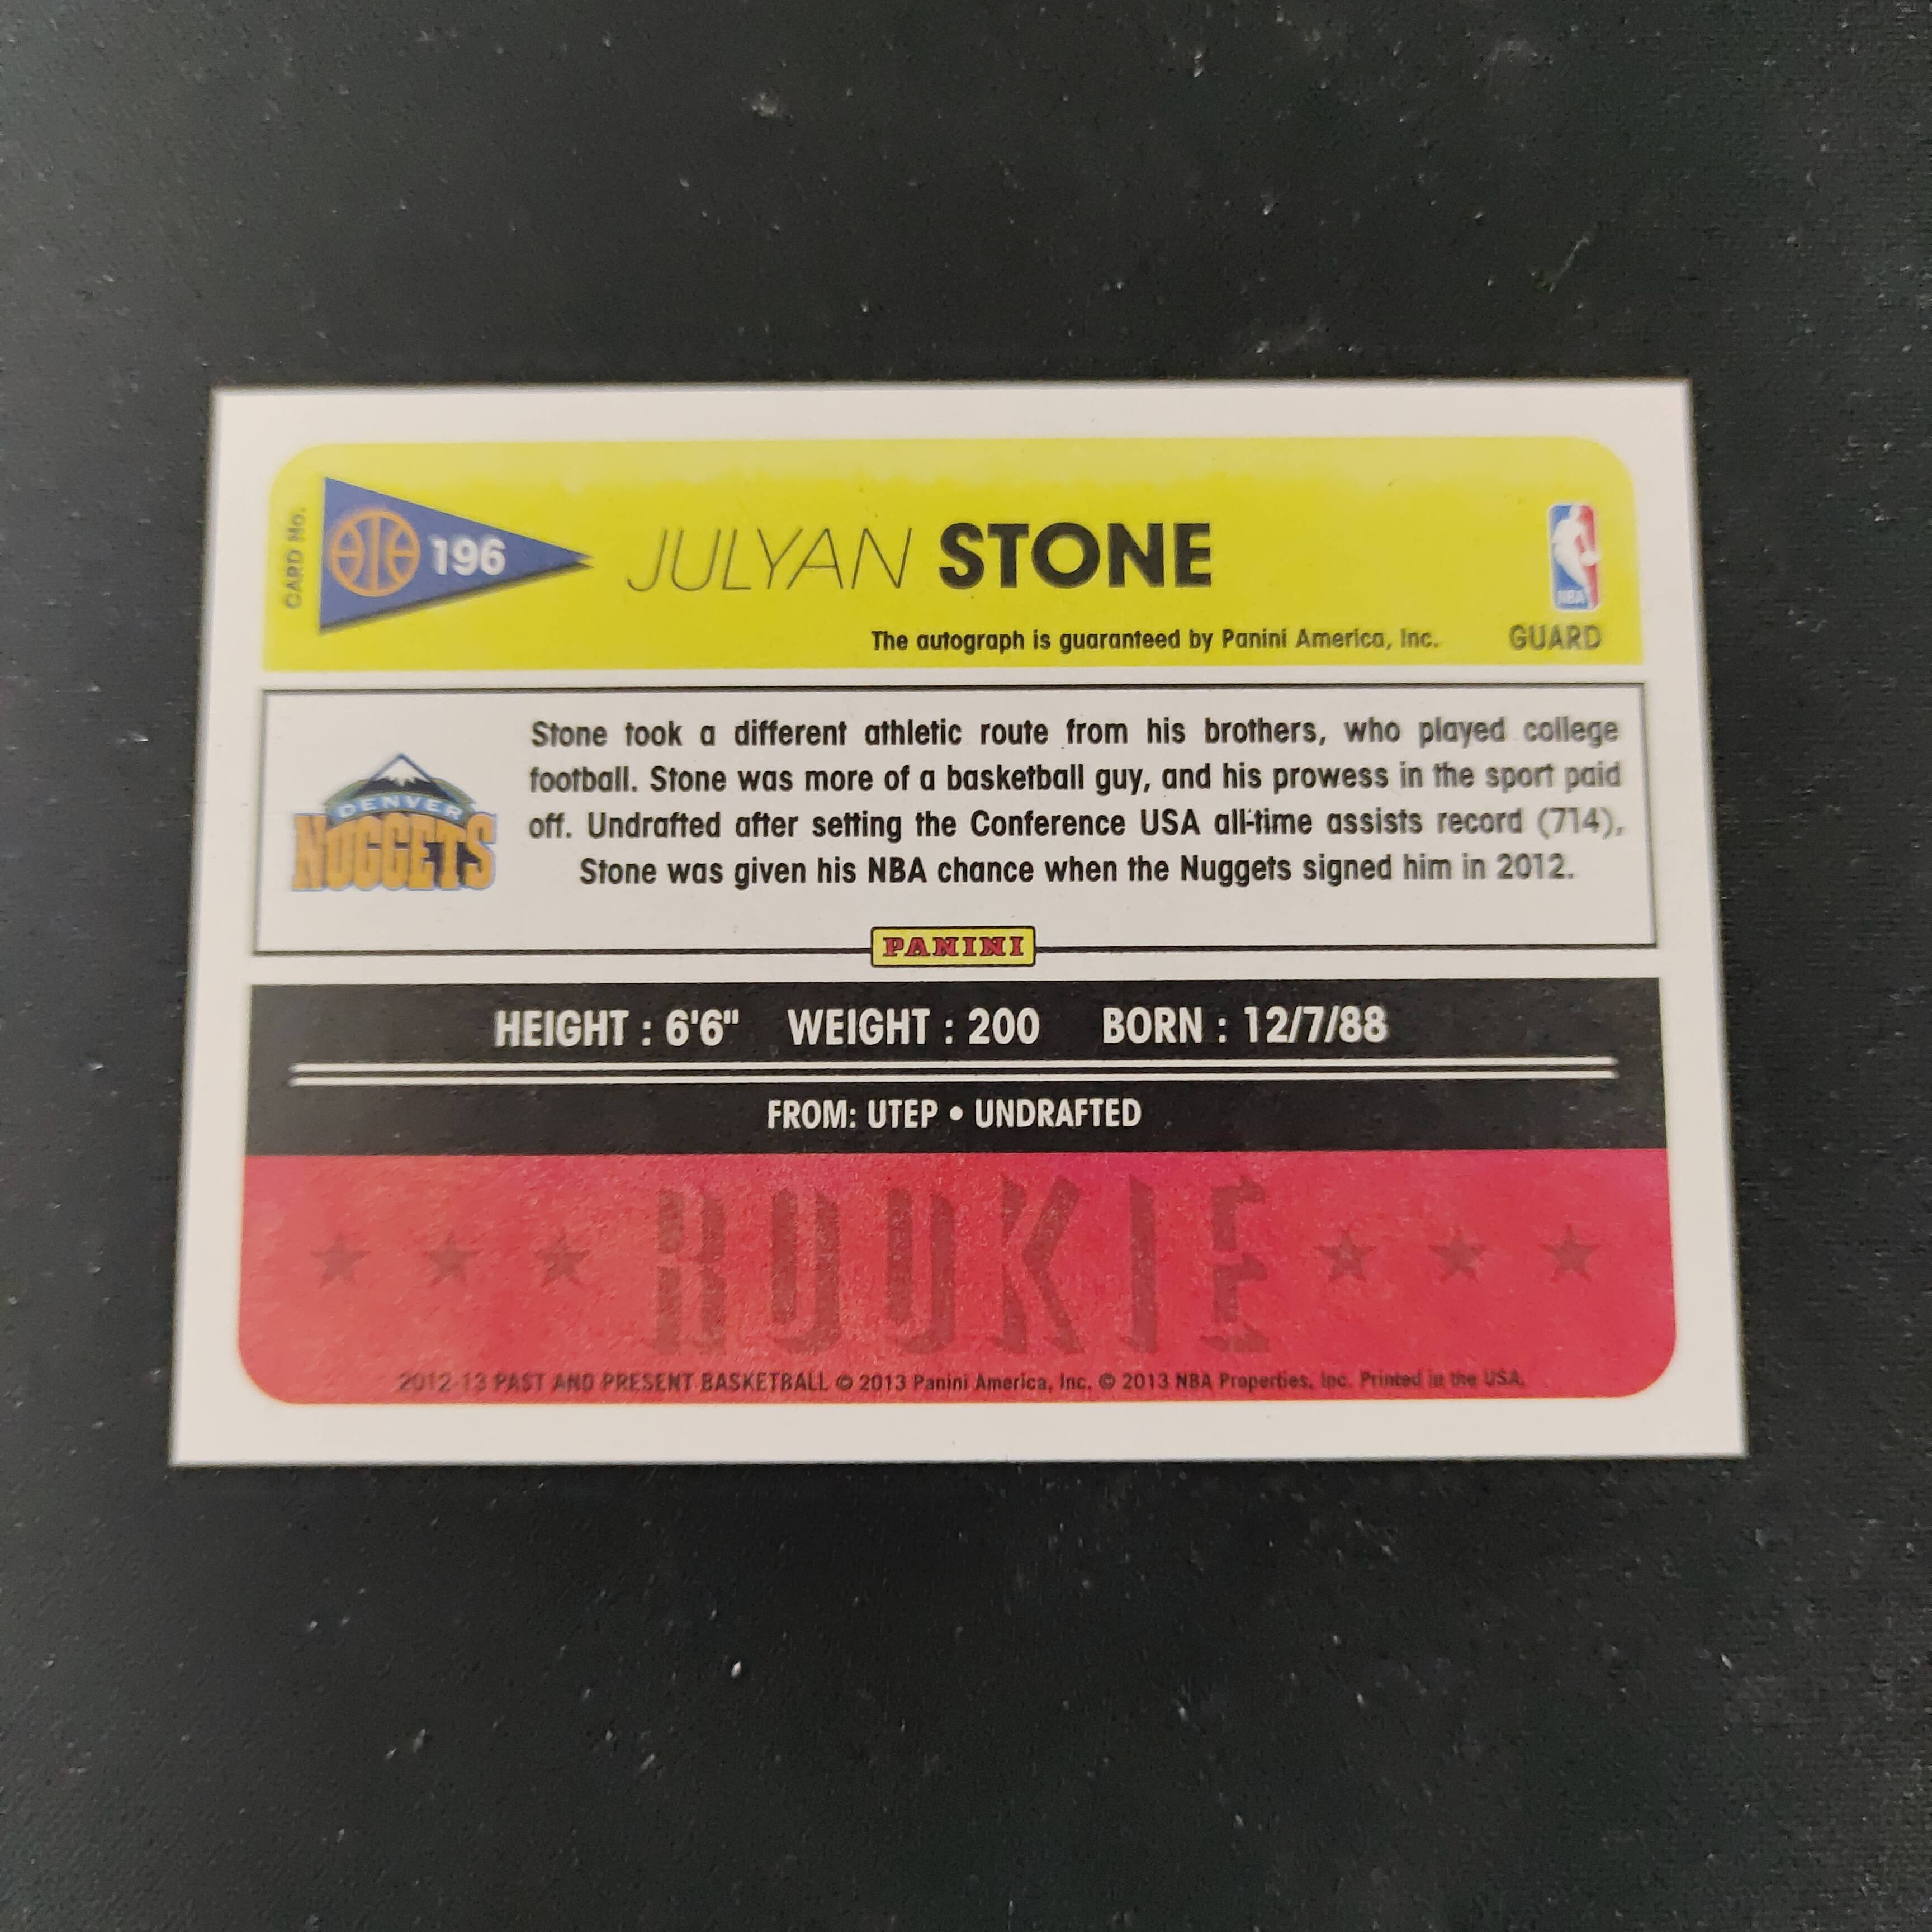 CARD No.
196
JULYAN STONE
NBA
The autograph is guaranteed by Panini America, Inc.
GUARD
DENVER
NUGGETS
Stone took a different athletic route from his brothers, who played college
football. Stone was more of a basketball guy, and his prowess in the sport paid
off. Undrafted after setting the Conference USA all-time assists record (714),
Stone was given his NBA chance when the Nuggets signed him in 2012.
PANINI
HEIGHT : 6'6" WEIGHT : 200 BORN : 12/7/88
FROM: UTEP • UNDRAFTED
ROOKIE
2012-13 PAST AND PRESENT BASKETBALL © 2013 Panini America, Inc. © 2013 NBA Properties, Inc. Printed in the USA.